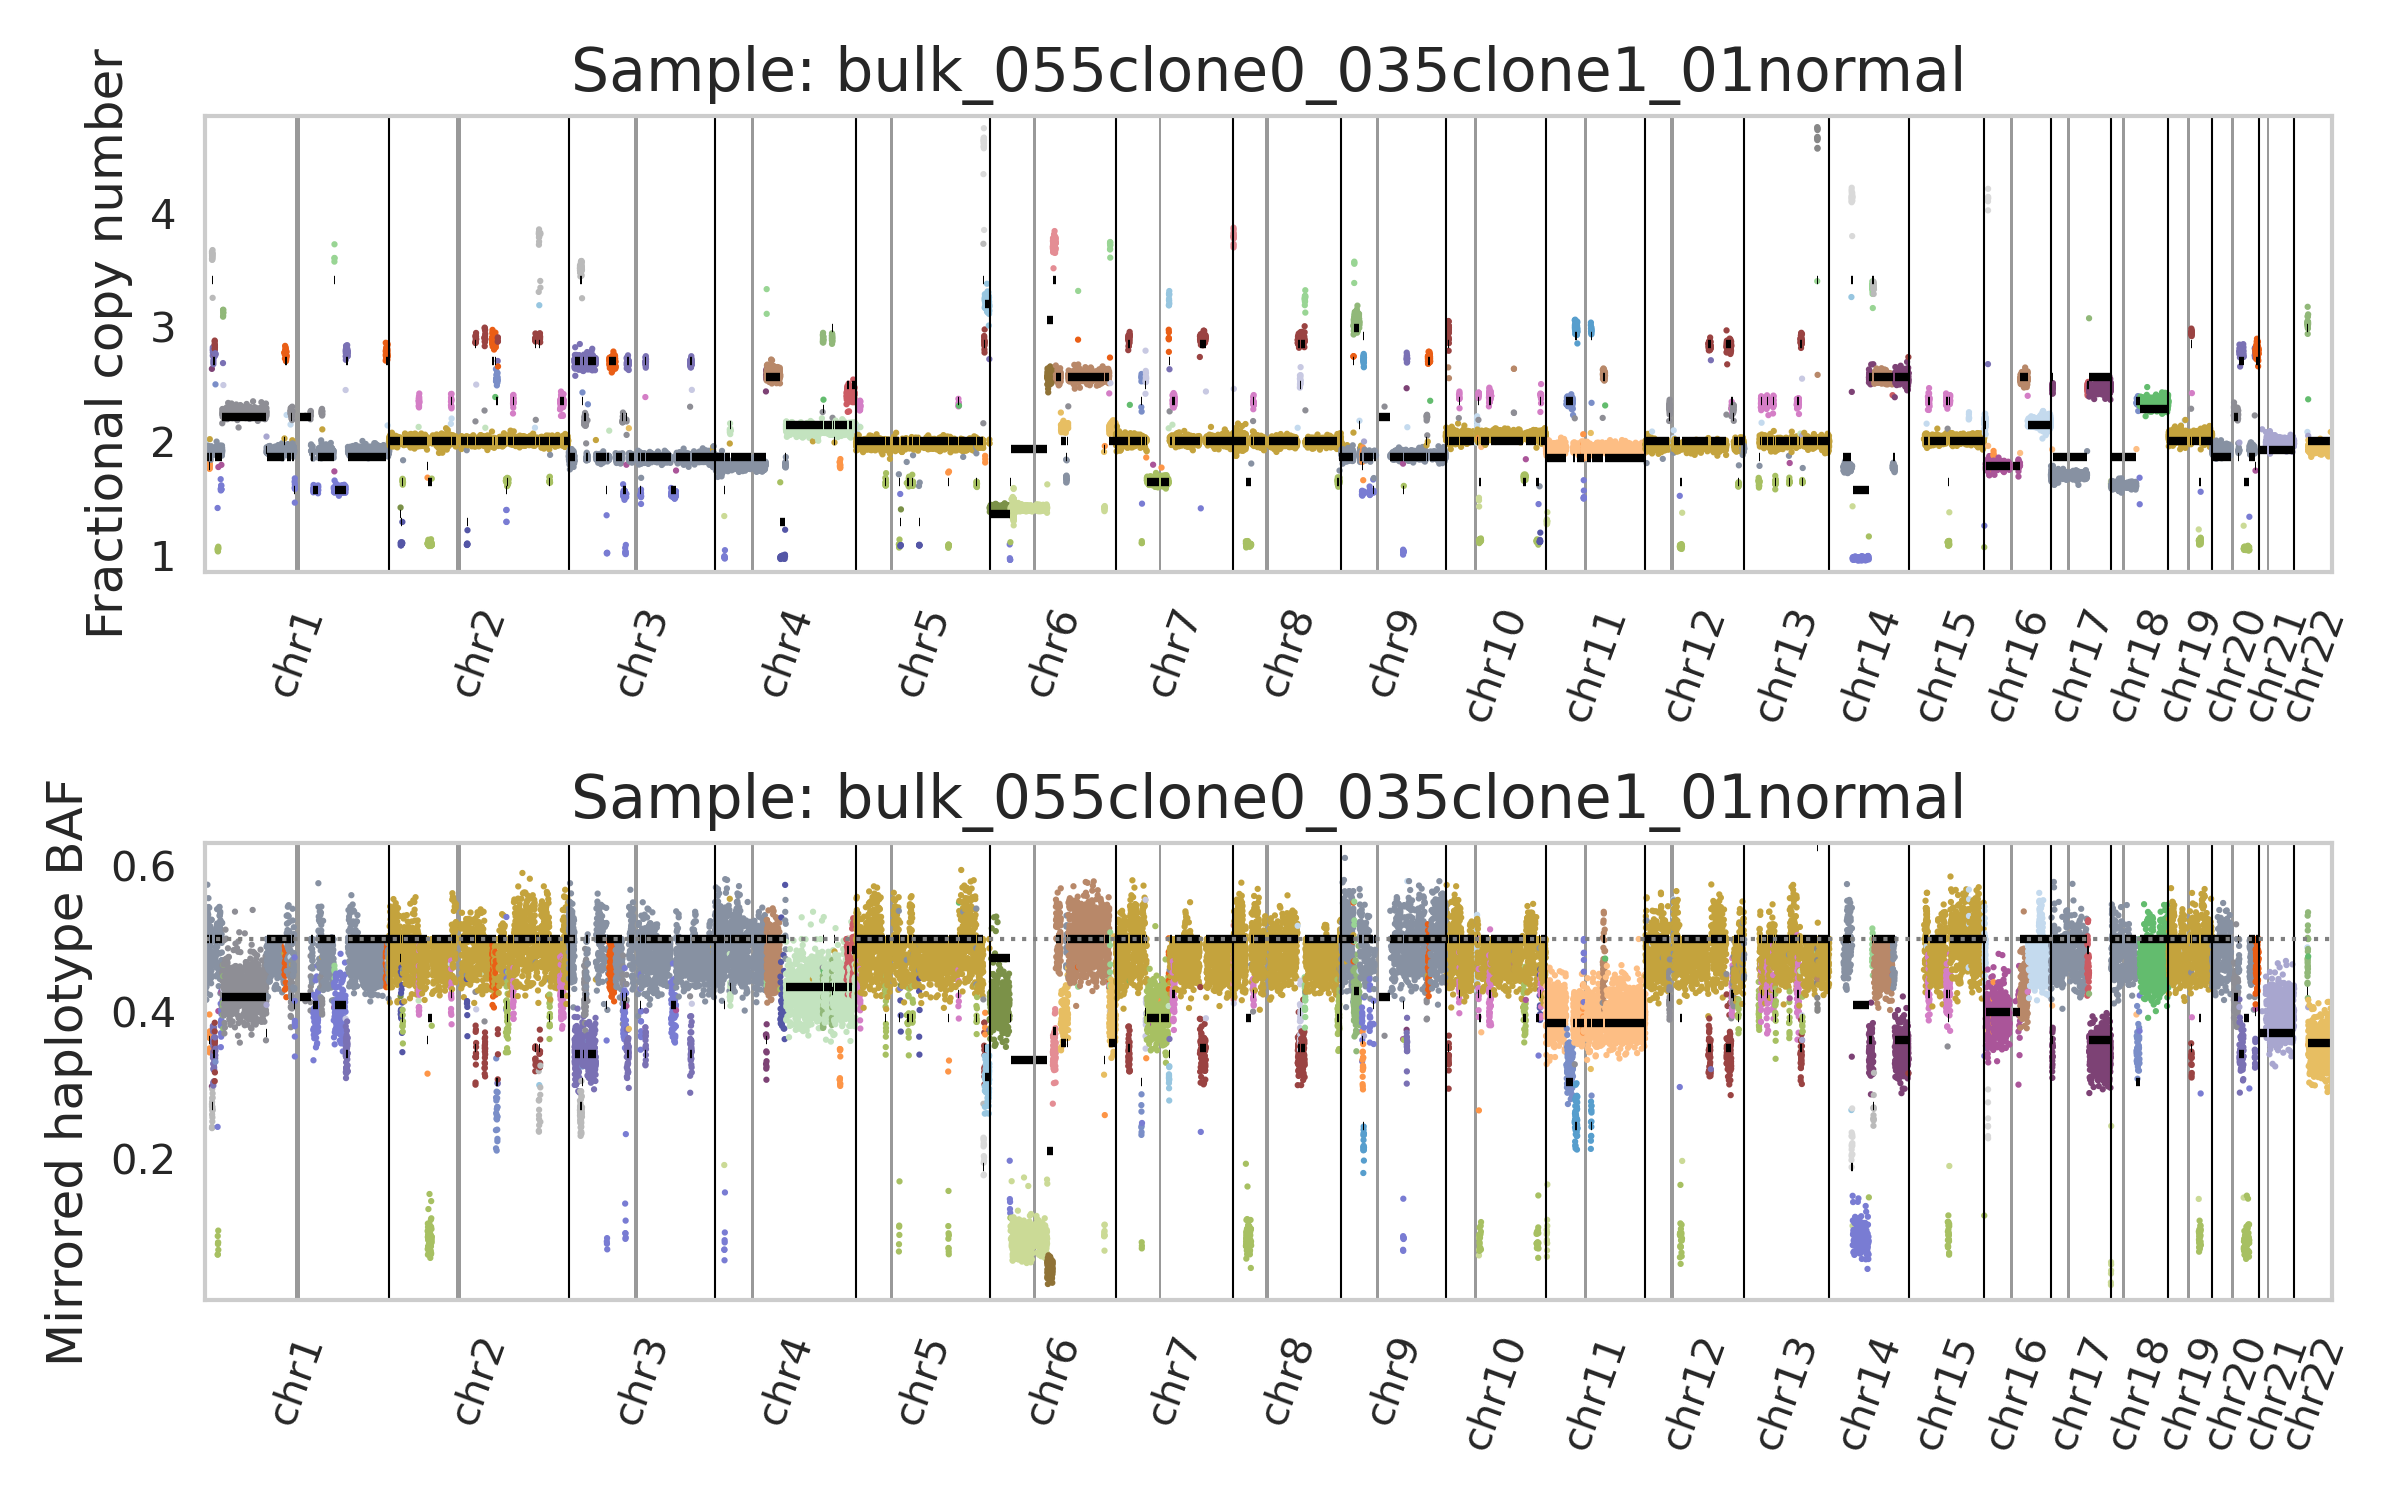 Sample: bulk_055clone0_035clone1_01normal
Fractional copy number
4
3
2
1
chr1 chr2 chr3 chr4 chr5 chr6 chr7 chr8 chr9 chr10 chr11 chr12 chr13 chr14 chr15 chr16 chr17 chr18 chr19 chr20 chr21 chr22
Sample: bulk_055clone0_035clone1_01normal
Mirrored haplotype BAF
0.6
0.4
0.2
chr1 chr2 chr3 chr4 chr5 chr6 chr7 chr8 chr9 chr10 chr11 chr12 chr13 chr14 chr15 chr16 chr17 chr18 chr19 chr20 chr21 chr22